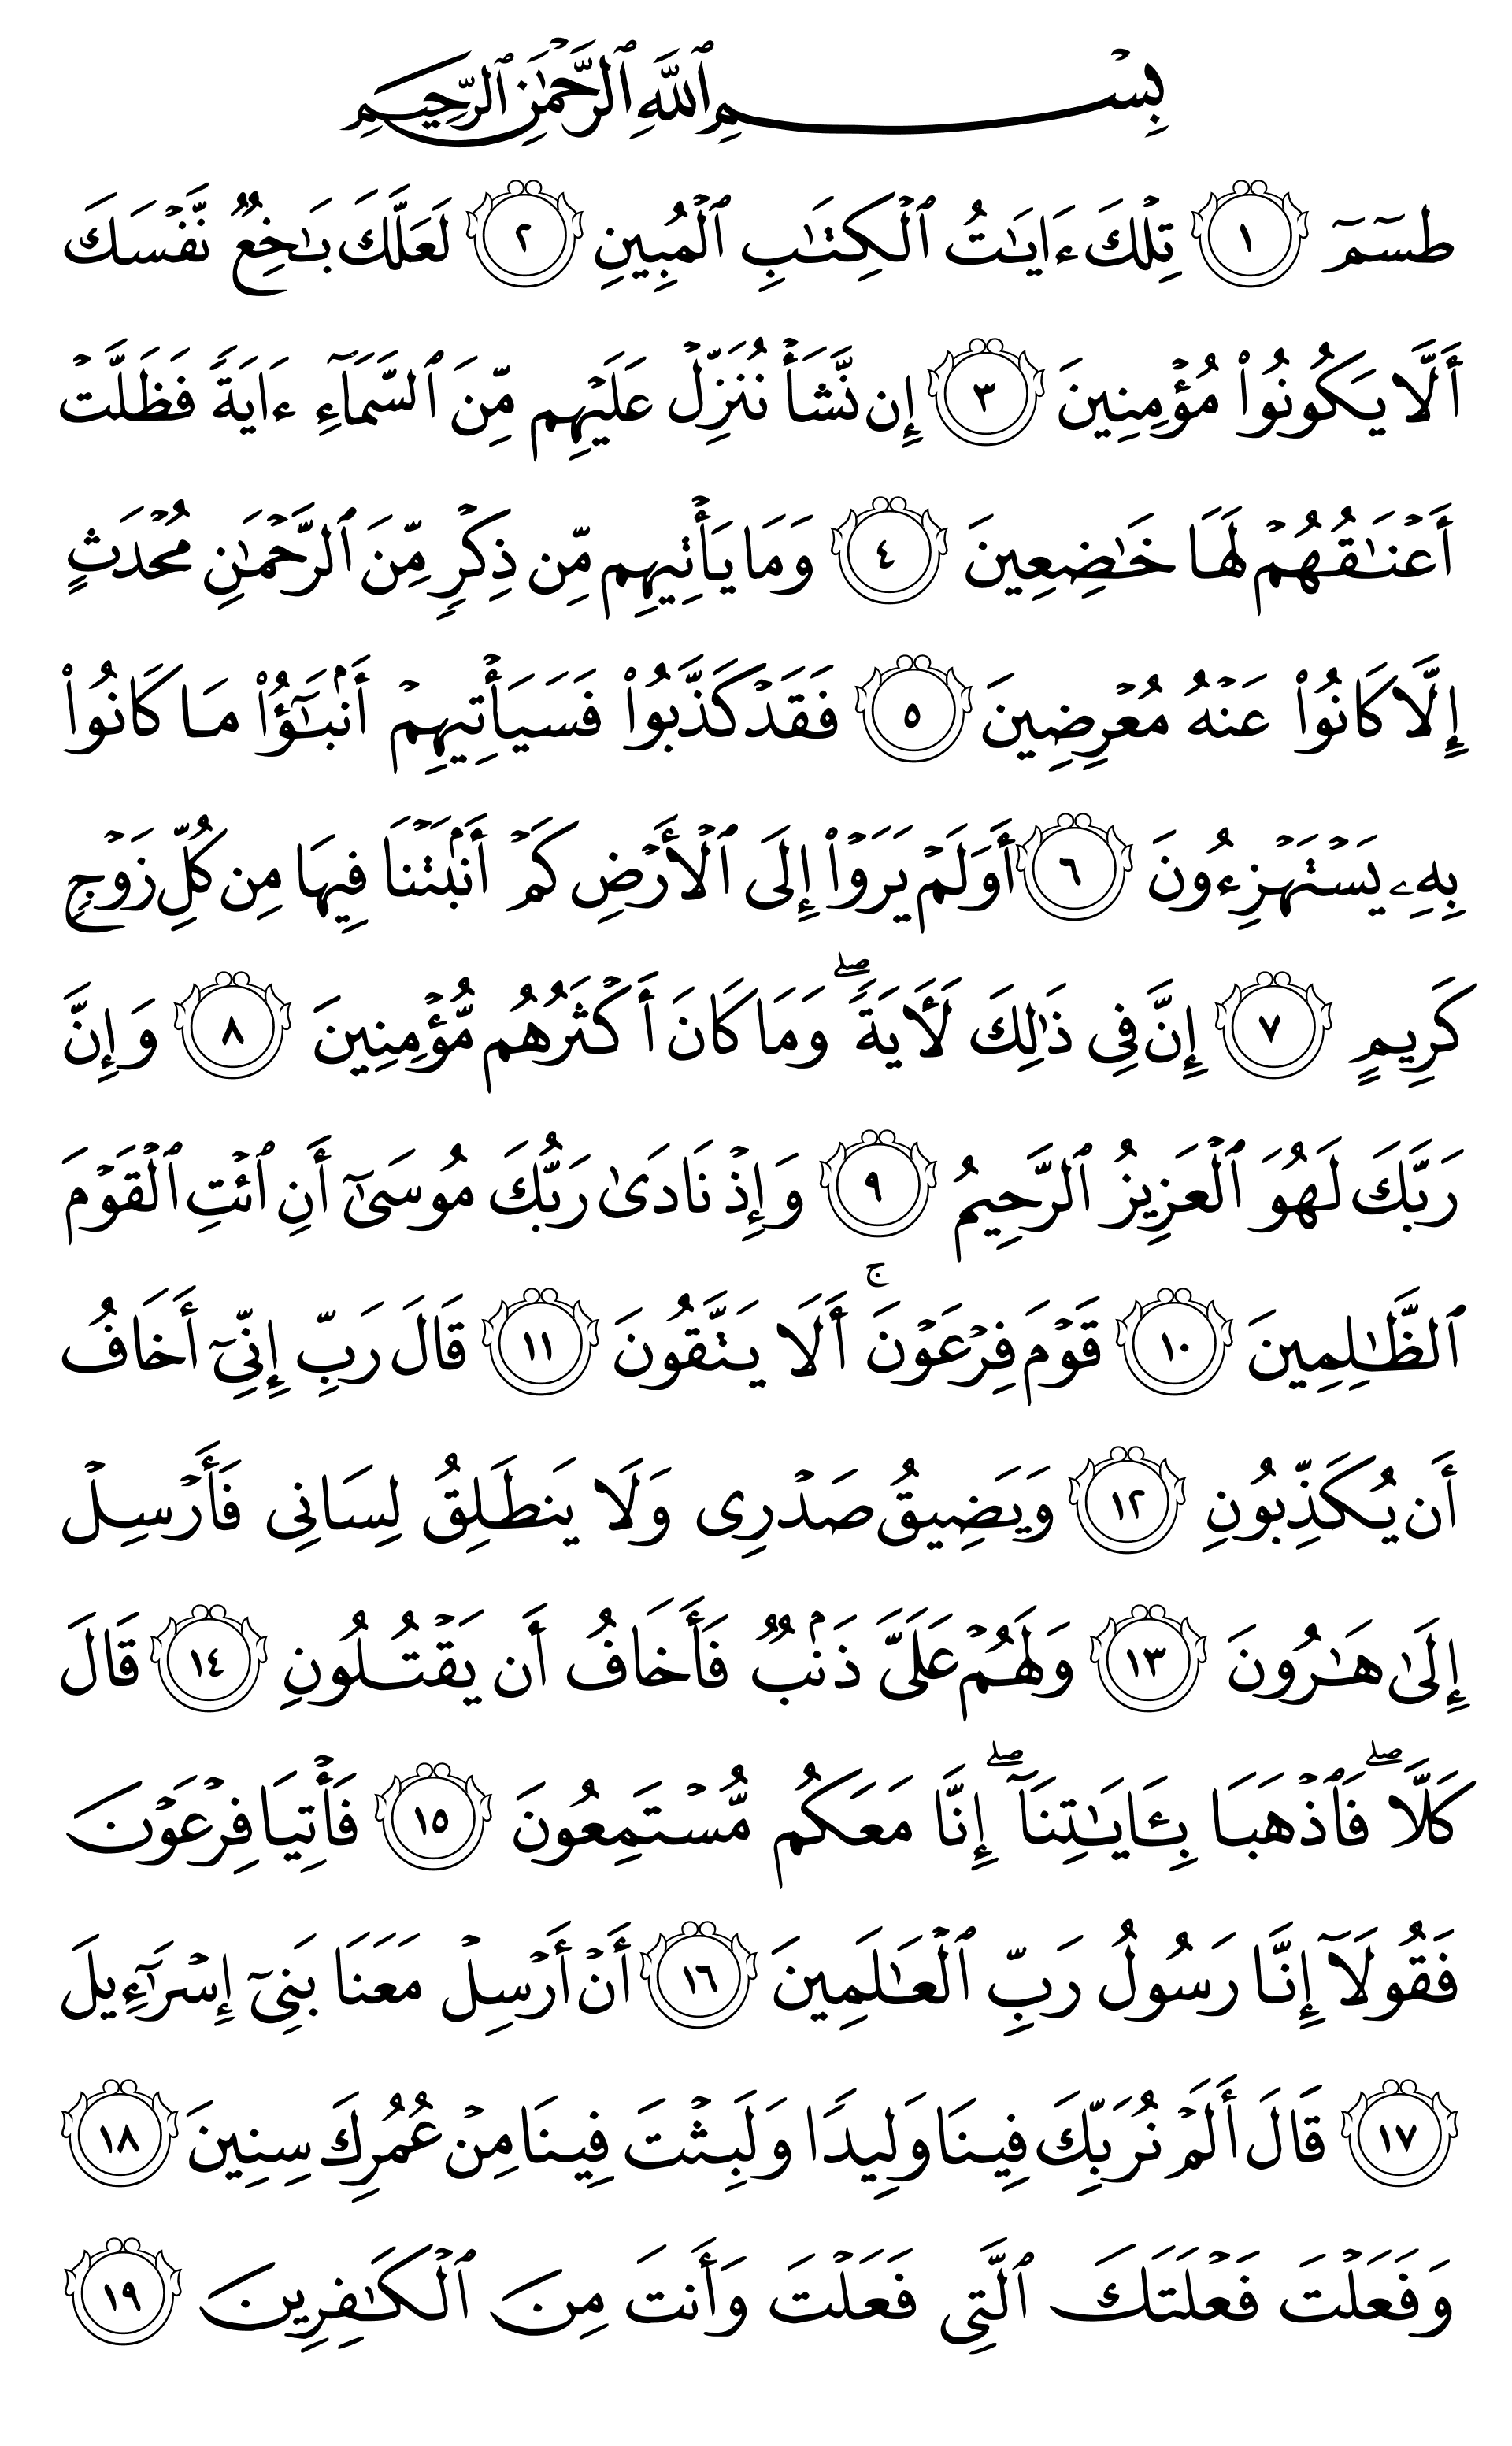 بِسْمِ ٱللَّهِ ٱلرَّحْمَٰنِ ٱلرَّحِيمِ
طسٓمٓ ١ تِلْكَ ءَايَٰتُ ٱلْكِتَٰبِ ٱلْمُبِينِ ٢ لَعَلَّكَ بَٰخِعٌ نَّفْسَكَ
أَلَّا يَكُونُوا۟ مُؤْمِنِينَ ٣ إِن نَّشَأْ نُنَزِّلْ عَلَيْهِم مِّنَ ٱلسَّمَآءِ ءَايَةً فَظَلَّتْ
أَعْنَٰقُهُمْ لَهَا خَٰضِعِينَ ٤ وَمَا يَأْتِيهِم مِّن ذِكْرٍ مِّنَ ٱلرَّحْمَٰنِ مُحْدَثٍ
إِلَّا كَانُوا۟ عَنْهُ مُعْرِضِينَ ٥ فَقَدْ كَذَّبُوا۟ فَسَيَأْتِيهِمْ أَنۢبَٰٓؤُا۟ مَا كَانُوا۟
بِهِۦ يَسْتَهْزِءُونَ ٦ أَوَلَمْ يَرَوْا۟ إِلَى ٱلْأَرْضِ كَمْ أَنۢبَتْنَا فِيهَا مِن كُلِّ زَوْجٍ
كَرِيمٍ ٧ إِنَّ فِى ذَٰلِكَ لَءَايَةً ۖ وَمَا كَانَ أَكْثَرُهُم مُّؤْمِنِينَ ٨ وَإِنَّ
رَبَّكَ لَهُوَ ٱلْعَزِيزُ ٱلرَّحِيمُ ٩ وَإِذْ نَادَىٰ رَبُّكَ مُوسَىٰٓ أَنِ ٱئْتِ ٱلْقَوْمَ
ٱلظَّٰلِمِينَ ١٠ قَوْمَ فِرْعَوْنَ ۚ أَلَا يَتَّقُونَ ١١ قَالَ رَبِّ إِنِّىٓ أَخَافُ
أَن يُكَذِّبُونِ ١٢ وَيَضِيقُ صَدْرِى وَلَا يَنطَلِقُ لِسَانِى فَأَرْسِلْ
إِلَىٰ هَٰرُونَ ١٣ وَلَهُمْ عَلَىَّ ذَنۢبٌ فَأَخَافُ أَن يَقْتُلُونِ ١٤ قَالَ
كَلَّا ۖ فَٱذْهَبَا بِـَٔايَٰتِنَآ ۖ إِنَّا مَعَكُم مُّسْتَمِعُونَ ١٥ فَأْتِيَا فِرْعَوْنَ
فَقُولَآ إِنَّا رَسُولُ رَبِّ ٱلْعَٰلَمِينَ ١٦ أَنْ أَرْسِلْ مَعَنَا بَنِىٓ إِسْرَٰٓءِيلَ
١٧ قَالَ أَلَمْ نُرَبِّكَ فِينَا وَلِيدًا وَلَبِثْتَ فِينَا مِنْ عُمُرِكَ سِنِينَ ١٨
وَفَعَلْتَ فَعْلَتَكَ ٱلَّتِى فَعَلْتَ وَأَنتَ مِنَ ٱلْكَٰفِرِينَ ١٩